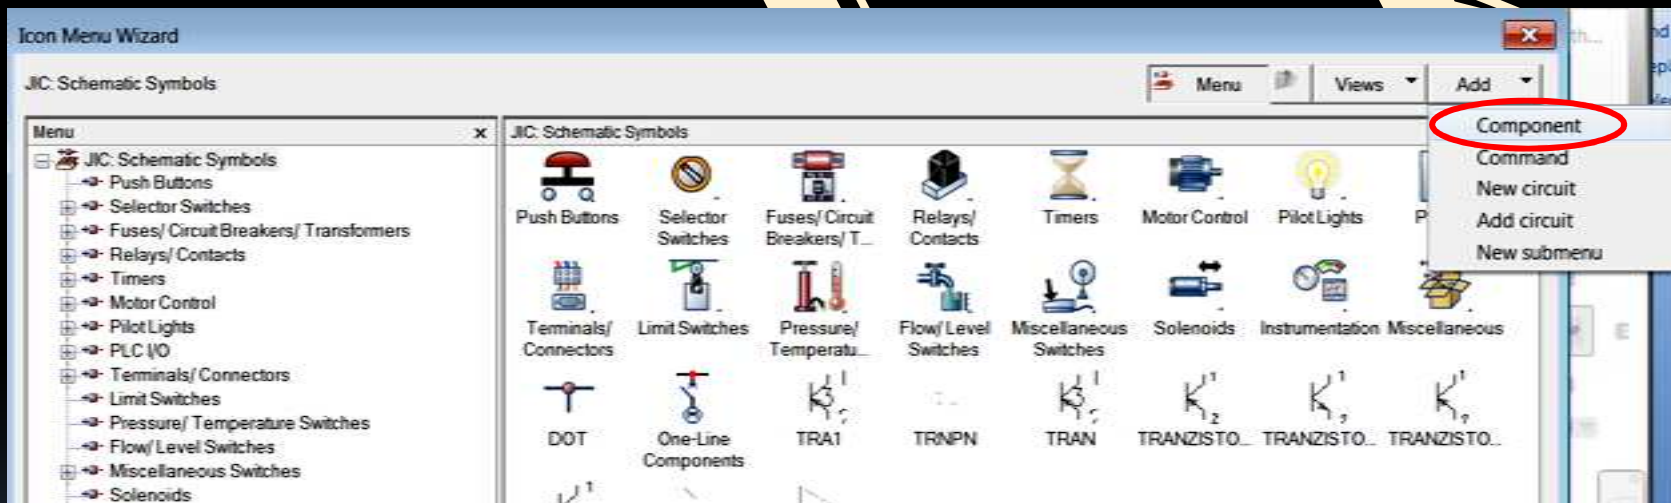 Icon Menu Wizard
JIC: Schematic Symbols
Menu
Views
Add
Component
Command
New circuit
Add circuit
New submenu
Menu x
JIC: Schematic Symbols
Push Buttons
Selector Switches
Fuses/ Circuit Breakers/ Transformers
Relays/ Contacts
Timers
Motor Control
Pilot Lights
PLC I/O
Terminals/ Connectors
Limit Switches
Pressure/ Temperature Switches
Flow/ Level Switches
Miscellaneous Switches
Solenoids
JIC: Schematic Symbols
Push Buttons
Selector
Switches
Fuses/ Circuit
Breakers/ T...
Relays/
Contacts
Timers
Motor Control
Pilot Lights
P
Terminals/
Connectors
Limit Switches
Pressure/
Temperatu...
Flow/ Level
Switches
Miscellaneous
Switches
Solenoids
Instrumentation
Miscellaneous
DOT
One-Line
Components
TRA1
TRNPN
TRAN
TRANZISTO...
TRANZISTO...
TRANZISTO...